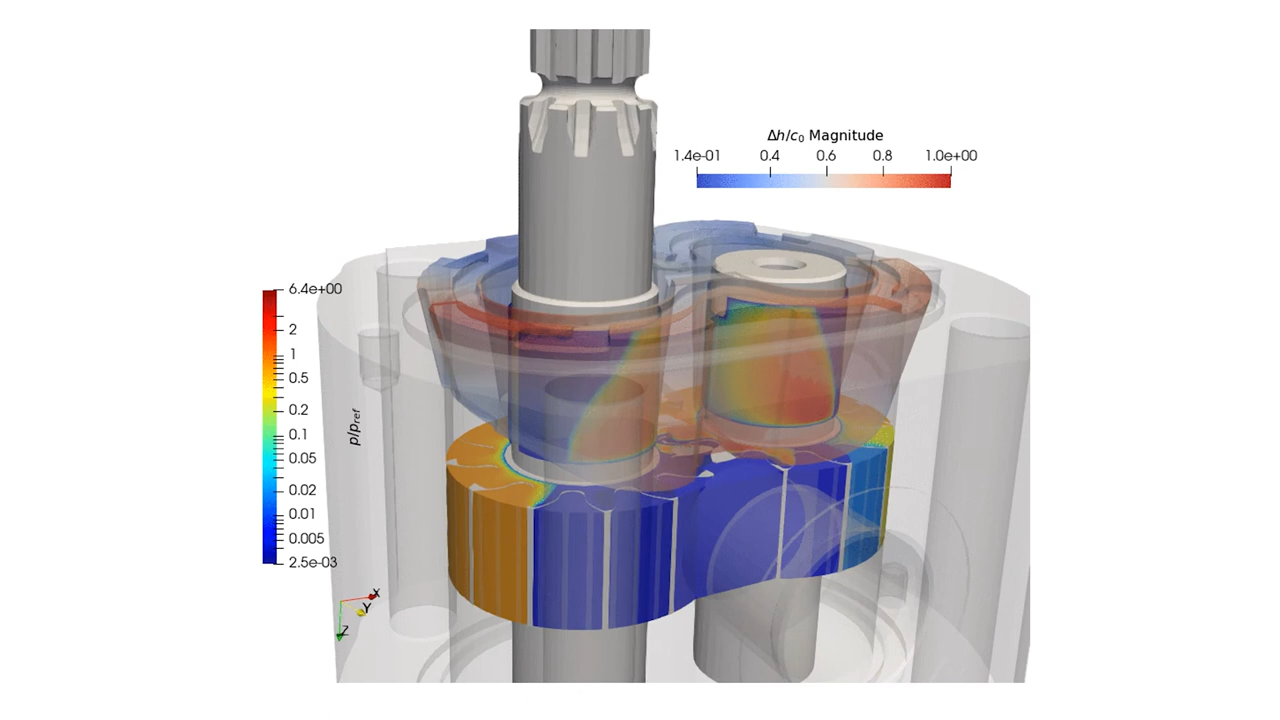 Δh/c₀ Magnitude
1.4e-01 0.4 0.6 0.8 1.0e+00
6.4e+00
2
1
0.5
0.2
0.1
0.05
0.02
0.01
0.005
2.5e-03
p/pref
X
Y
Z